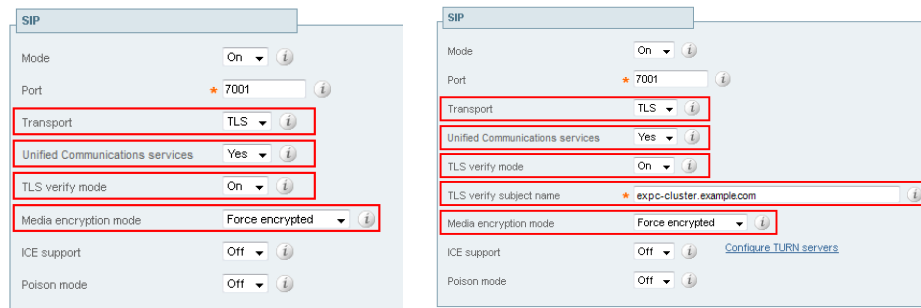 SIP
Mode On i
Port * 7001 i
Transport TLS i
Unified Communications services Yes i
TLS verify mode On i
Media encryption mode Force encrypted i
ICE support Off i
Poison mode Off i
SIP
Mode On i
Port * 7001 i
Transport TLS i
Unified Communications services Yes i
TLS verify mode On i
TLS verify subject name * expc-cluster.example.com i
Media encryption mode Force encrypted i
ICE support Off i Configure TURN servers
Poison mode Off i